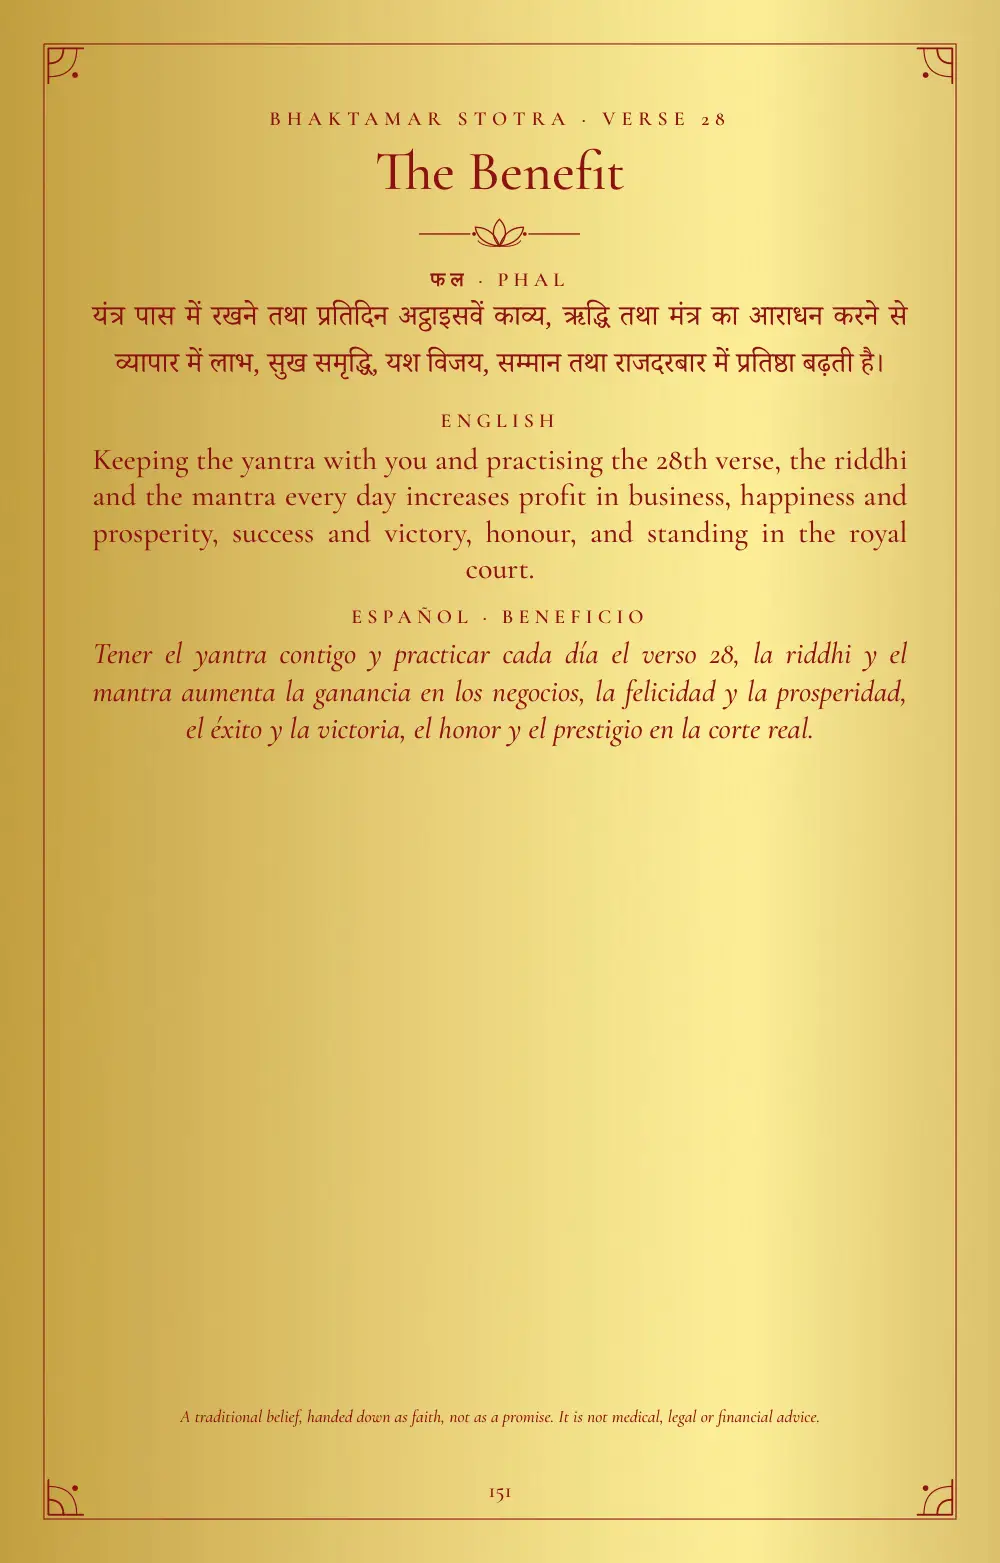 BHAKTAMAR STOTRA · VERSE 28
The Benefit
फल · PHAL
यंत्र पास में रखने तथा प्रतिदिन अट्ठाइसवें काव्य, ऋद्धि तथा मंत्र का आराधन करने से
व्यापार में लाभ, सुख समृद्धि, यश विजय, सम्मान तथा राजदरबार में प्रतिष्ठा बढ़ती है।
ENGLISH
Keeping the yantra with you and practising the 28th verse, the riddhi
and the mantra every day increases profit in business, happiness and
prosperity, success and victory, honour, and standing in the royal
court.
ESPAÑOL · BENEFICIO
Tener el yantra contigo y practicar cada día el verso 28, la riddhi y el
mantra aumenta la ganancia en los negocios, la felicidad y la prosperidad,
el éxito y la victoria, el honor y el prestigio en la corte real.
A traditional belief, handed down as faith, not as a promise. It is not medical, legal or financial advice.
151